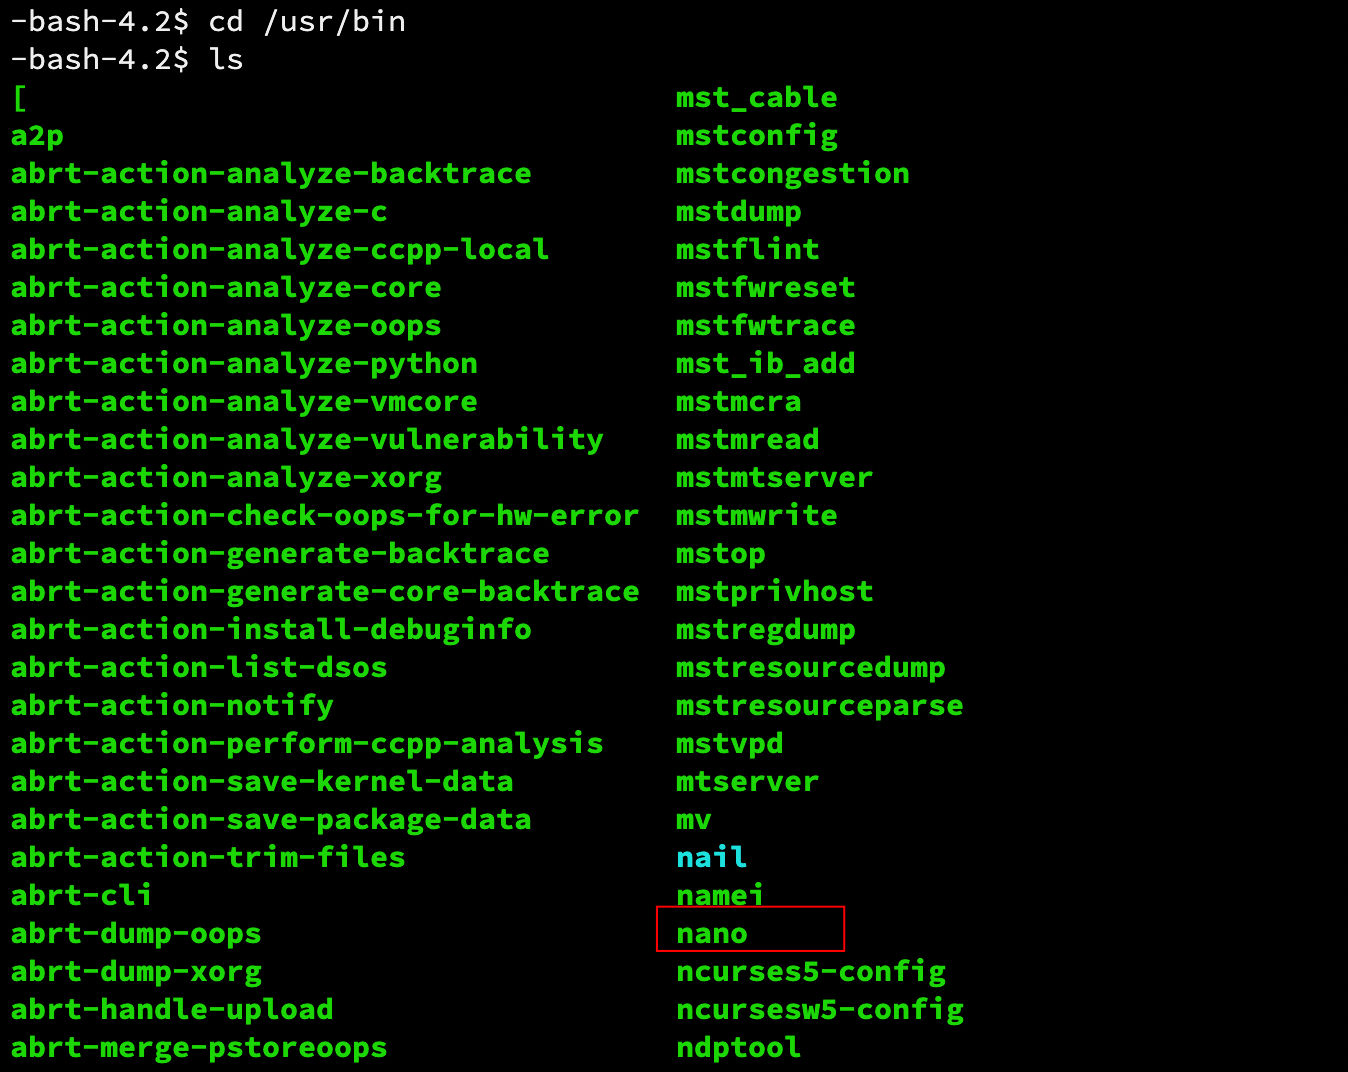 -bash-4.2$ cd /usr/bin
-bash-4.2$ ls
[ mst_cable
a2p mstconfig
abrt-action-analyze-backtrace mstcongestion
abrt-action-analyze-c mstdump
abrt-action-analyze-ccpp-local mstflint
abrt-action-analyze-core mstfwreset
abrt-action-analyze-oops mstfwtrace
abrt-action-analyze-python mst_ib_add
abrt-action-analyze-vmcore mstmcra
abrt-action-analyze-vulnerability mstmread
abrt-action-analyze-xorg mstmtserver
abrt-action-check-oops-for-hw-error mstmwrite
abrt-action-generate-backtrace mstop
abrt-action-generate-core-backtrace mstprivhost
abrt-action-install-debuginfo mstregdump
abrt-action-list-dsos mstresourcedump
abrt-action-notify mstresourceparse
abrt-action-perform-ccpp-analysis mstvpd
abrt-action-save-kernel-data mtserver
abrt-action-save-package-data mv
abrt-action-trim-files nail
abrt-cli namei
abrt-dump-oops nano
abrt-dump-xorg ncurses5-config
abrt-handle-upload ncursesw5-config
abrt-merge-pstoreoops ndptool